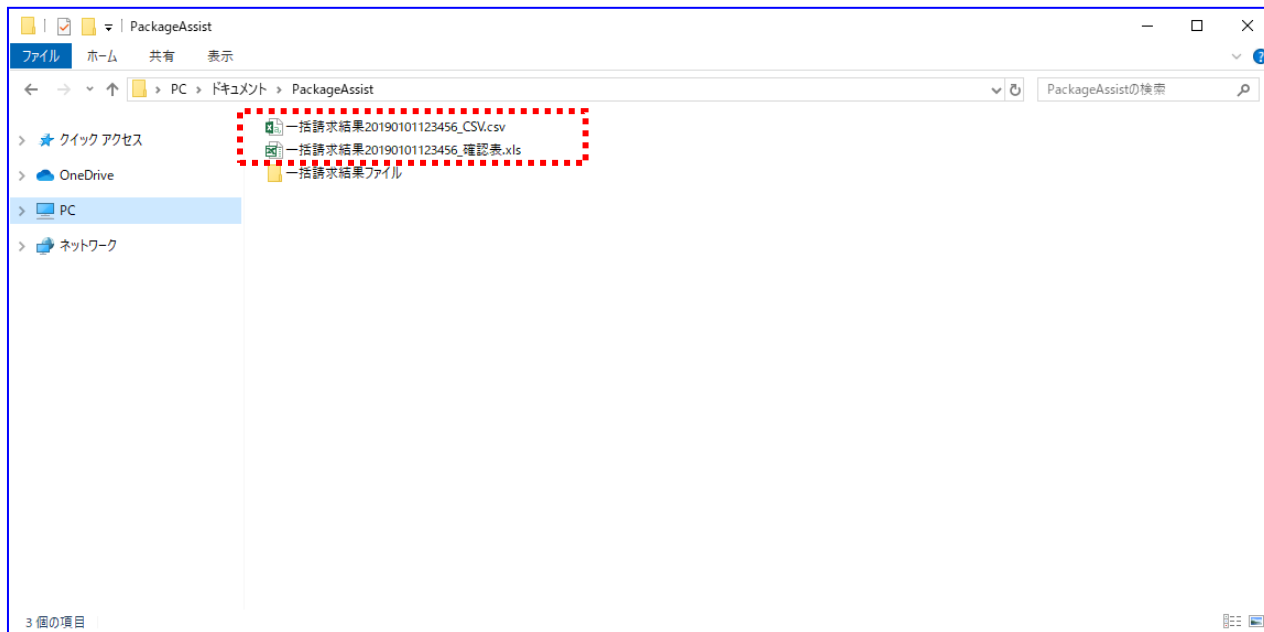 PackageAssist
ファイル ホーム 共有 表示
PC ドキュメント PackageAssist PackageAssistの検索
クイック アクセス
OneDrive
PC
ネットワーク
一括請求結果20190101123456_CSV.csv
一括請求結果20190101123456_確認表.xls
一括請求結果ファイル
3 個の項目